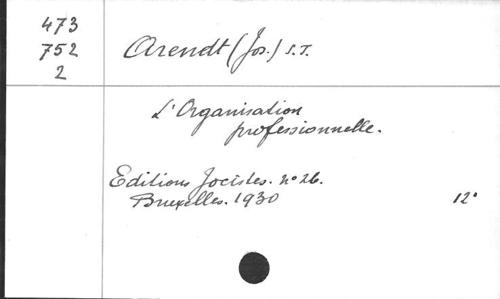 473
752
2
Arendt (Jos.) S.T.
L'Organisation
professionnelle.
Editions Jocistes. n° 26.
Bruxelles. 1930
12°